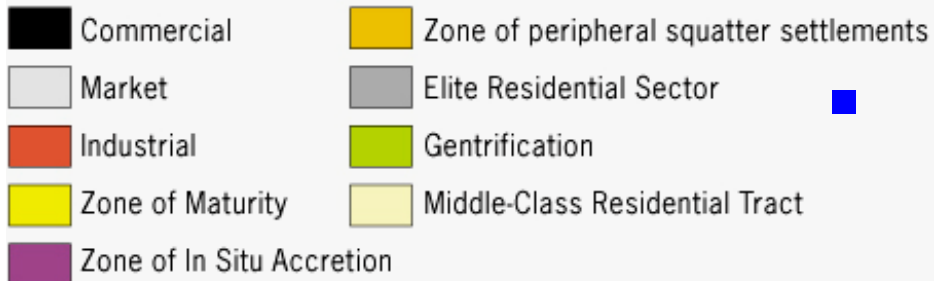 Commercial
Market
Industrial
Zone of Maturity
Zone of In Situ Accretion
Zone of peripheral squatter settlements
Elite Residential Sector
Gentrification
Middle-Class Residential Tract